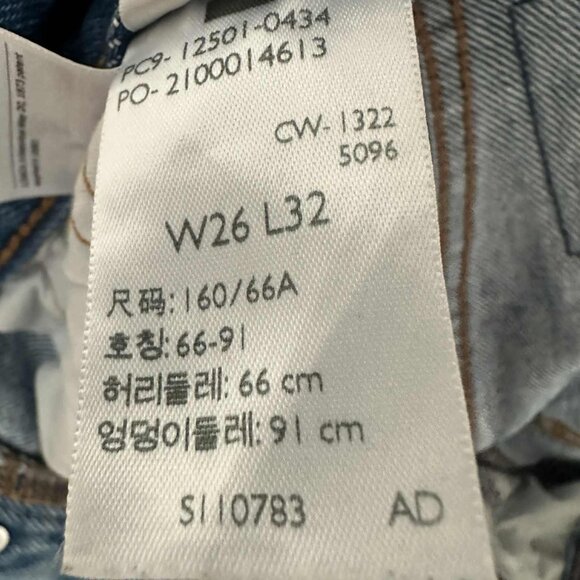 PC9-12501-0434
PO-2100014613
CW-1322
5096
W26 L32
尺码:160/66A
호칭:66-91
허리둘레: 66 cm
엉덩이둘레: 91 cm
S110783 AD